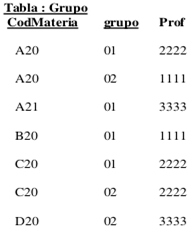 Tabla : Grupo
CodMateria grupo Prof
A20 01 2222
A20 02 1111
A21 01 3333
B20 01 1111
C20 01 2222
C20 02 2222
D20 02 3333